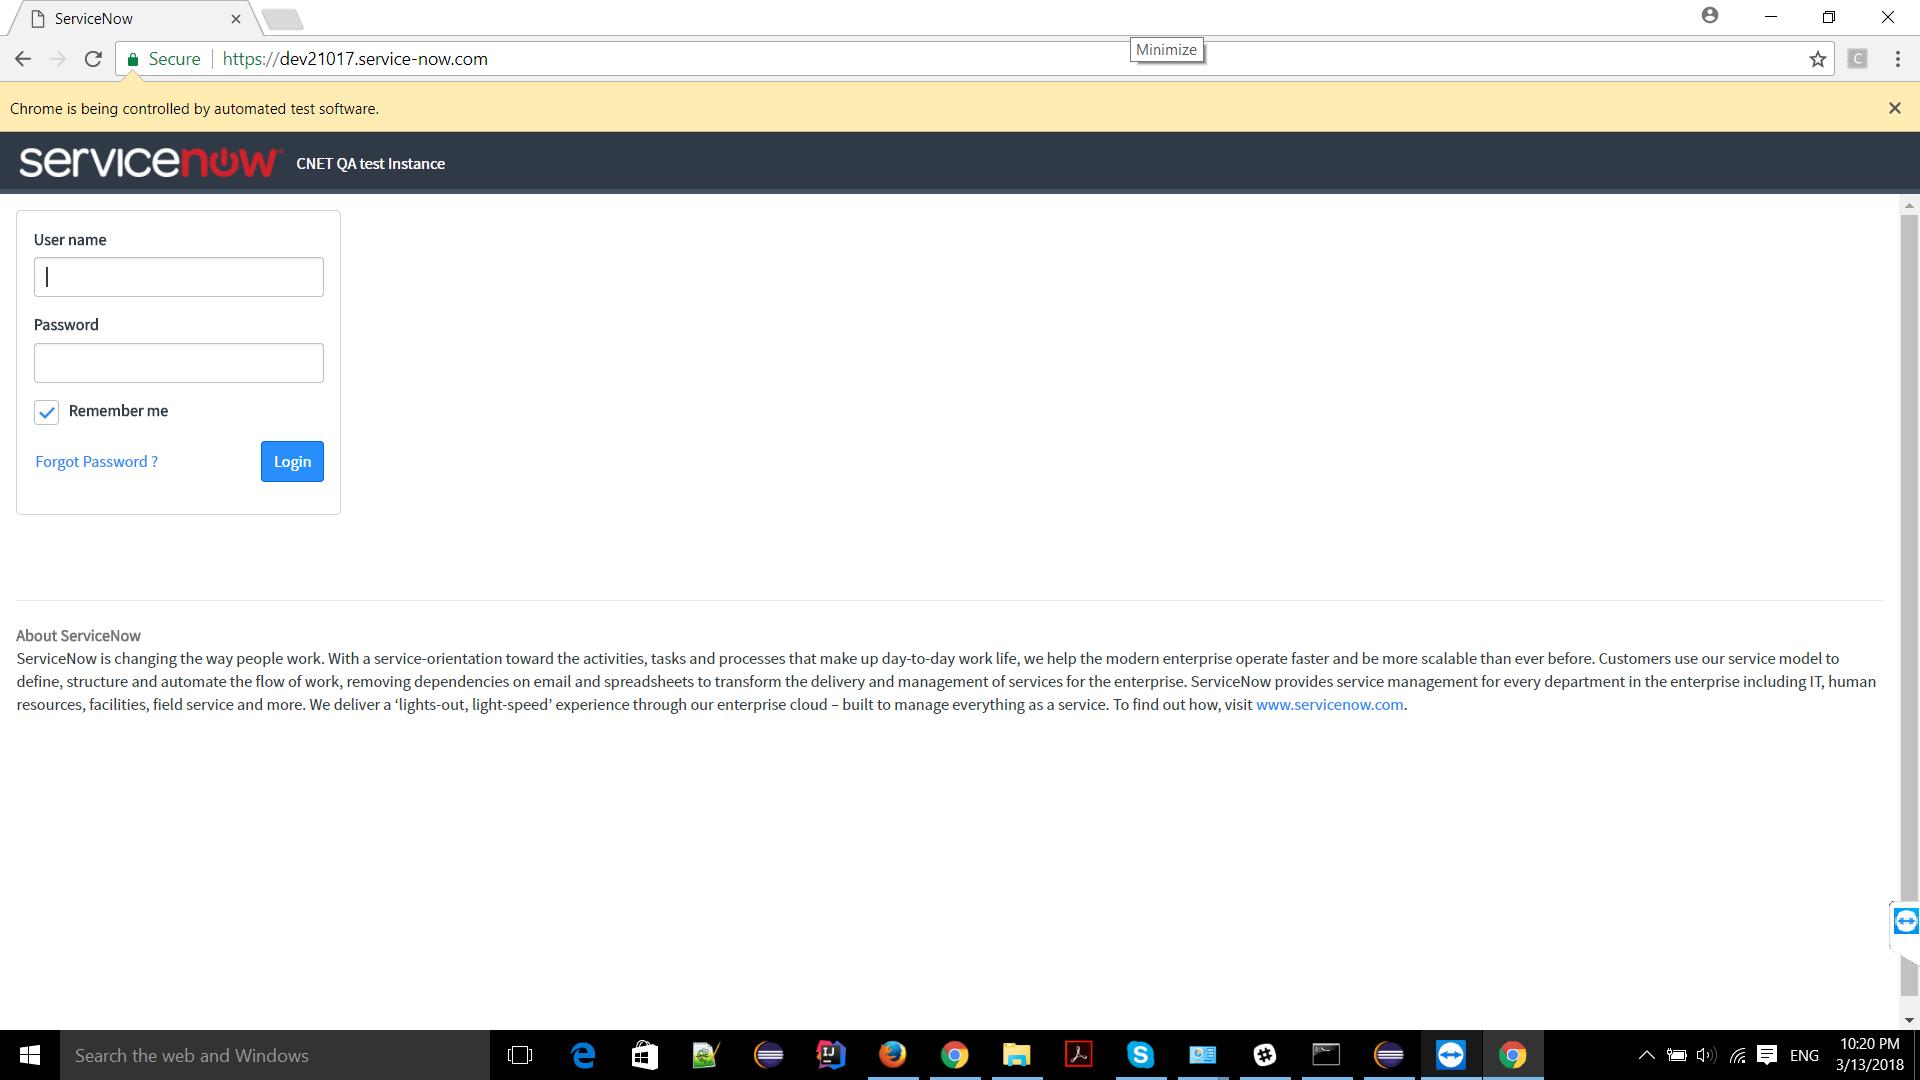 ServiceNow
Secure https://dev21017.service-now.com
Minimize
C
Chrome is being controlled by automated test software.
servicenow CNET QA test Instance
User name
Password
Remember me
Forgot Password ? Login
About ServiceNow
ServiceNow is changing the way people work. With a service-orientation toward the activities, tasks and processes that make up day-to-day work life, we help the modern enterprise operate faster and be more scalable than ever before. Customers use our service model to
define, structure and automate the flow of work, removing dependencies on email and spreadsheets to transform the delivery and management of services for the enterprise. ServiceNow provides service management for every department in the enterprise including IT, human
resources, facilities, field service and more. We deliver a ‘lights-out, light-speed’ experience through our enterprise cloud – built to manage everything as a service. To find out how, visit www.servicenow.com.
Search the web and Windows
IJ
ENG
10:20 PM
3/13/2018